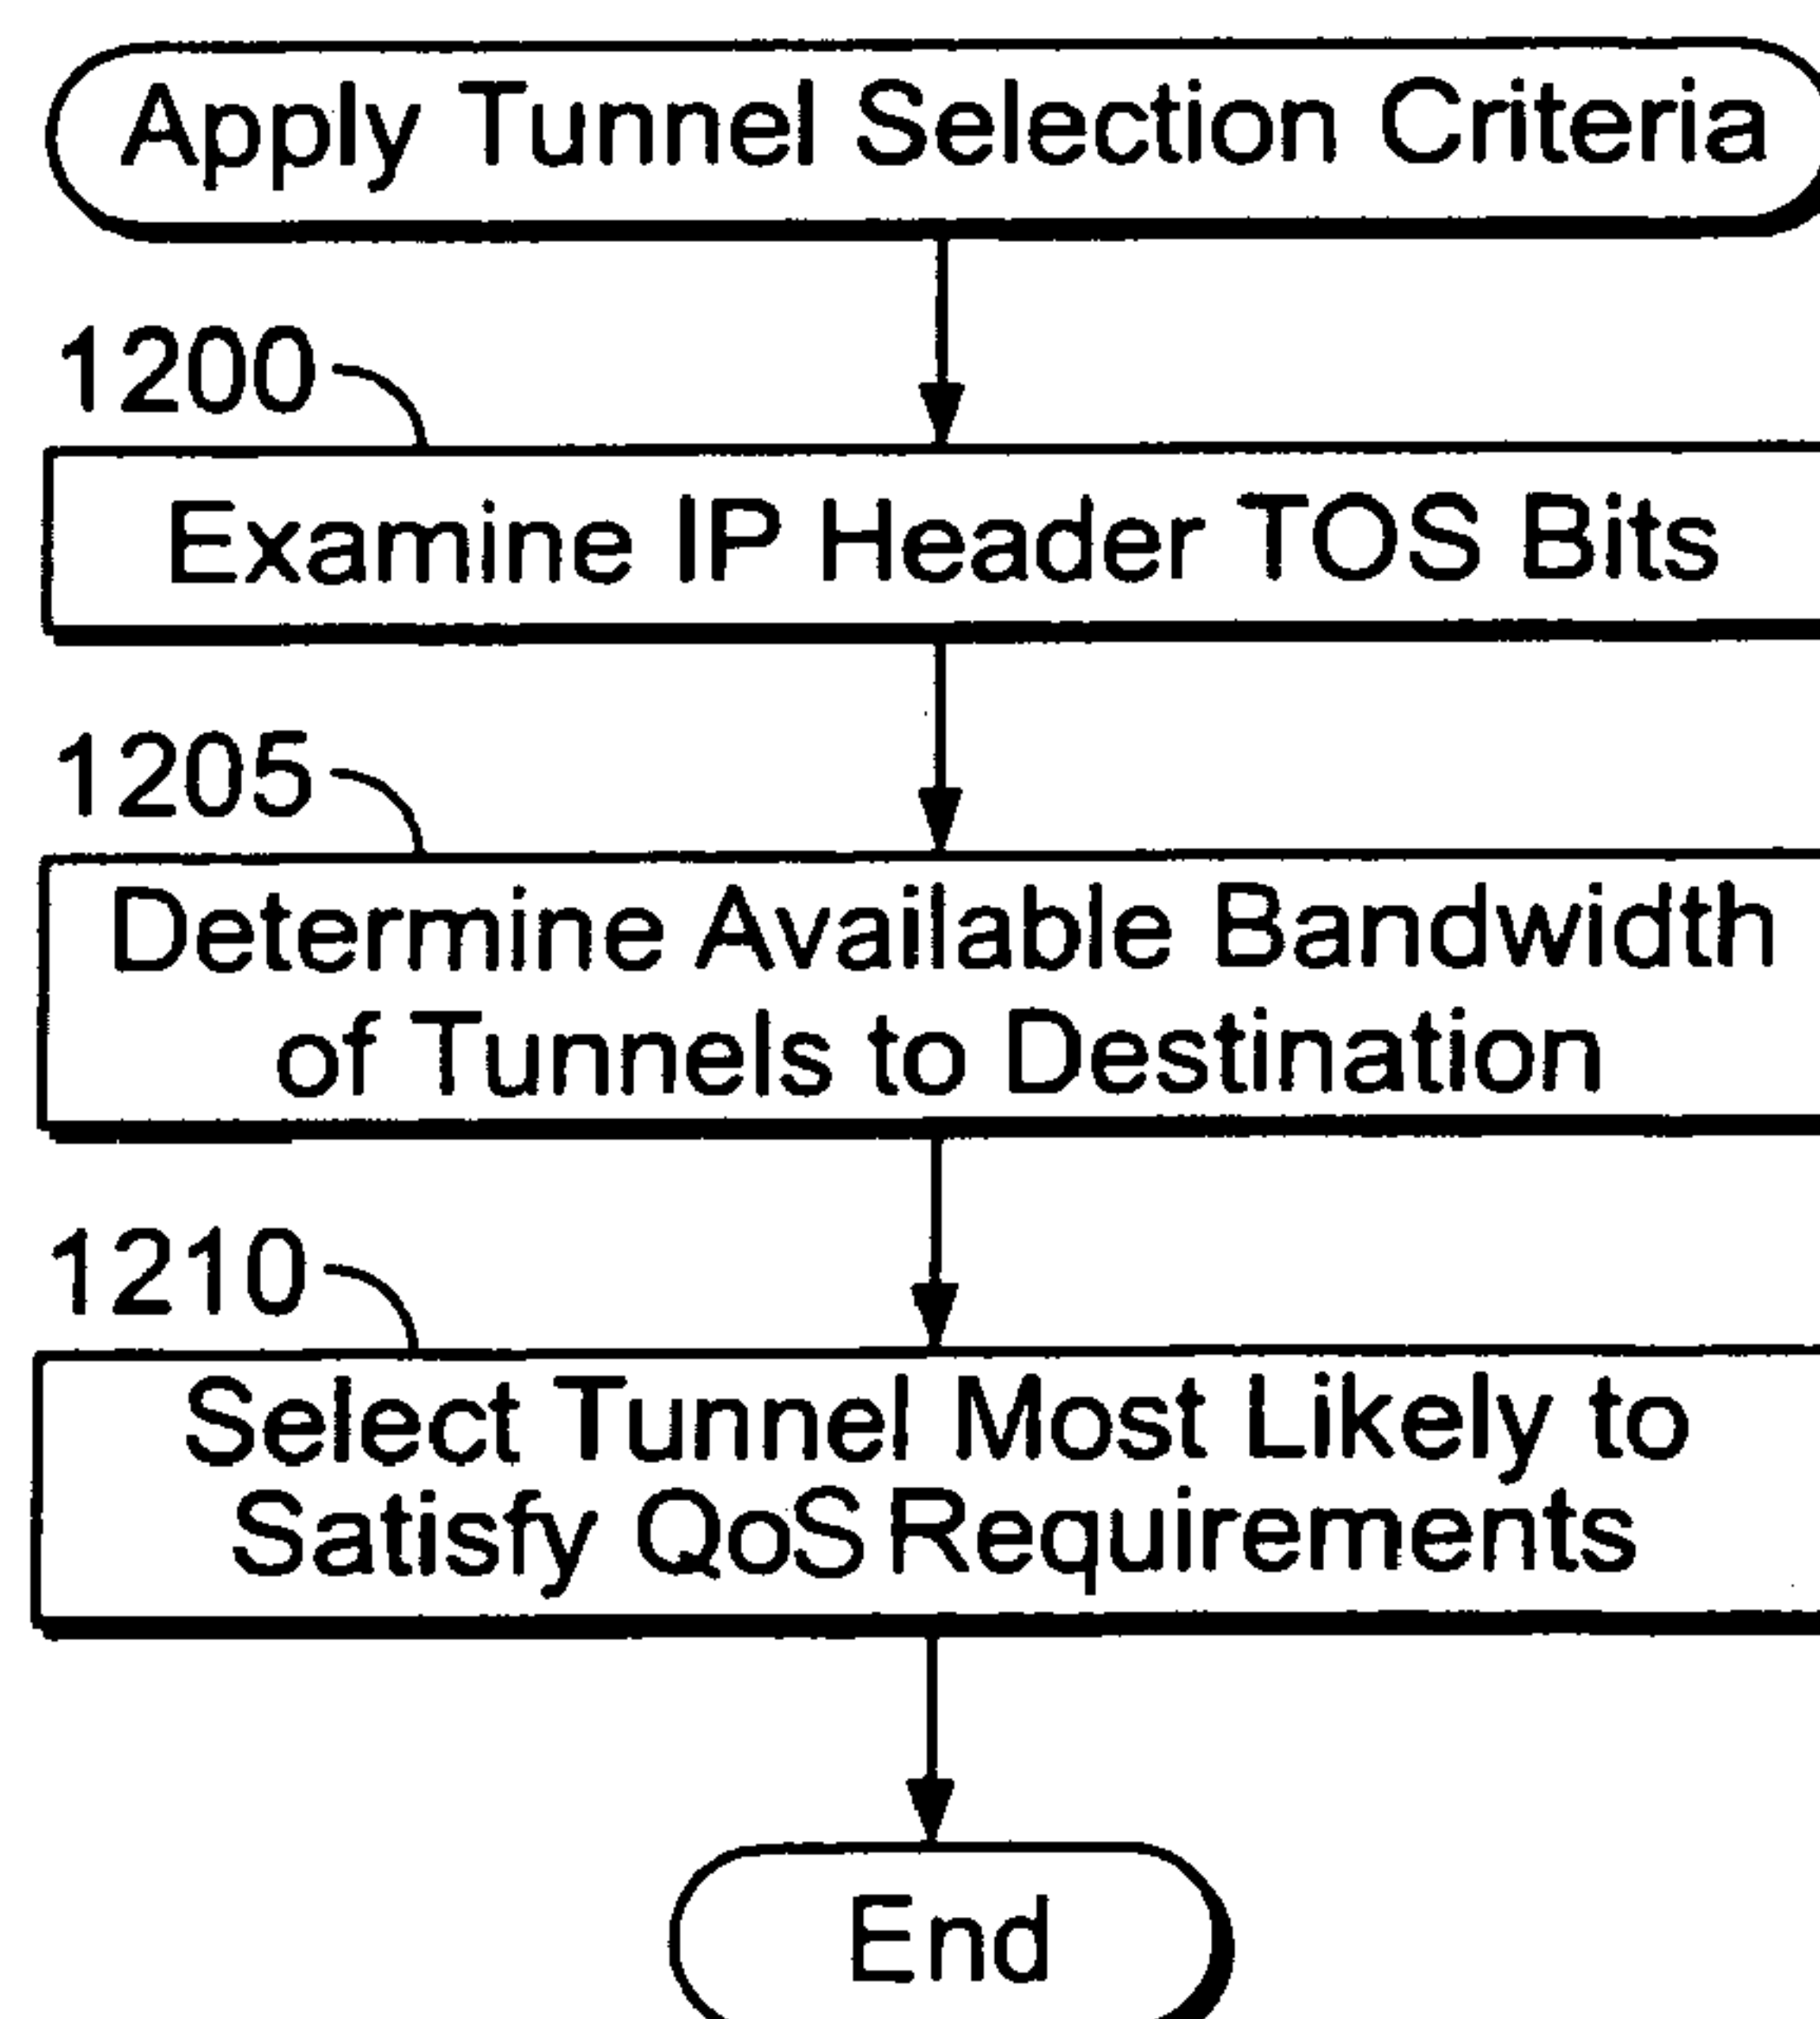 Apply Tunnel Selection Criteria
1200
Examine IP Header TOS Bits
1205
Determine Available Bandwidth
of Tunnels to Destination
1210
Select Tunnel Most Likely to
Satisfy QoS Requirements
End